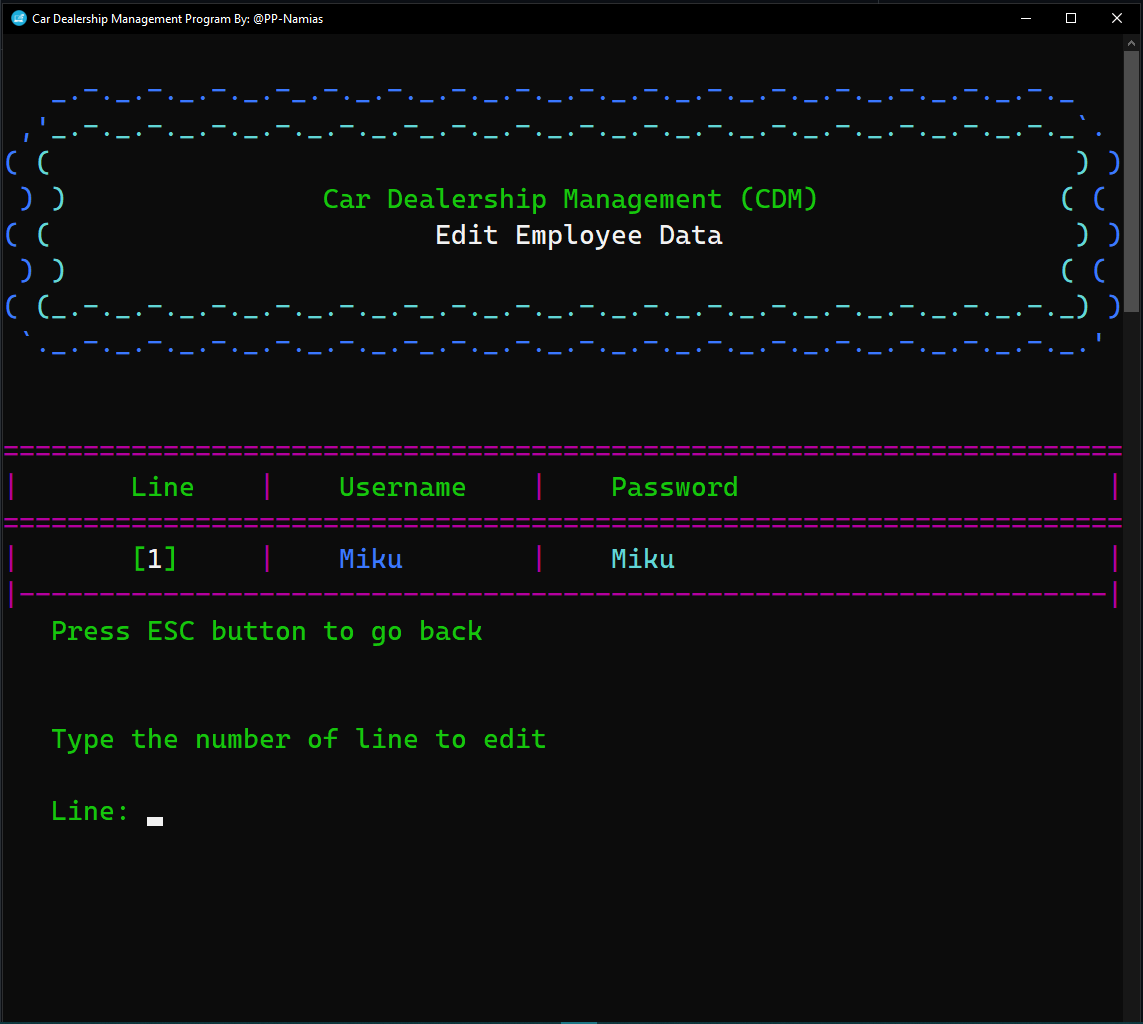 Car Dealership Management Program By: @PP-Namias
Car Dealership Management (CDM)
Edit Employee Data
| Line | Username | Password |
| [1] | Miku | Miku |
Press ESC button to go back
Type the number of line to edit
Line: